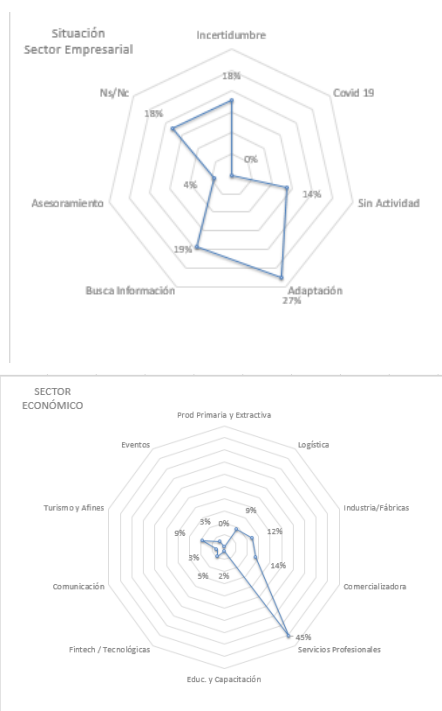 Situación
Sector Empresarial
Incertidumbre
18%
Ns/Nc
Covid 19
18%
0%
4%
14%
Asesoramiento
Sin Actividad
19%
Busca Información
Adaptación
27%
SECTOR
ECONÓMICO
Prod Primaria y Extractiva
Eventos
Logística
Turismo y Afines
Industria/Fábricas
9%
3%
0%
12%
9%
3%
14%
5%
2%
Comunicación
Comercializadora
45%
Fintech / Tecnológicas
Servicios Profesionales
Educ. y Capacitación